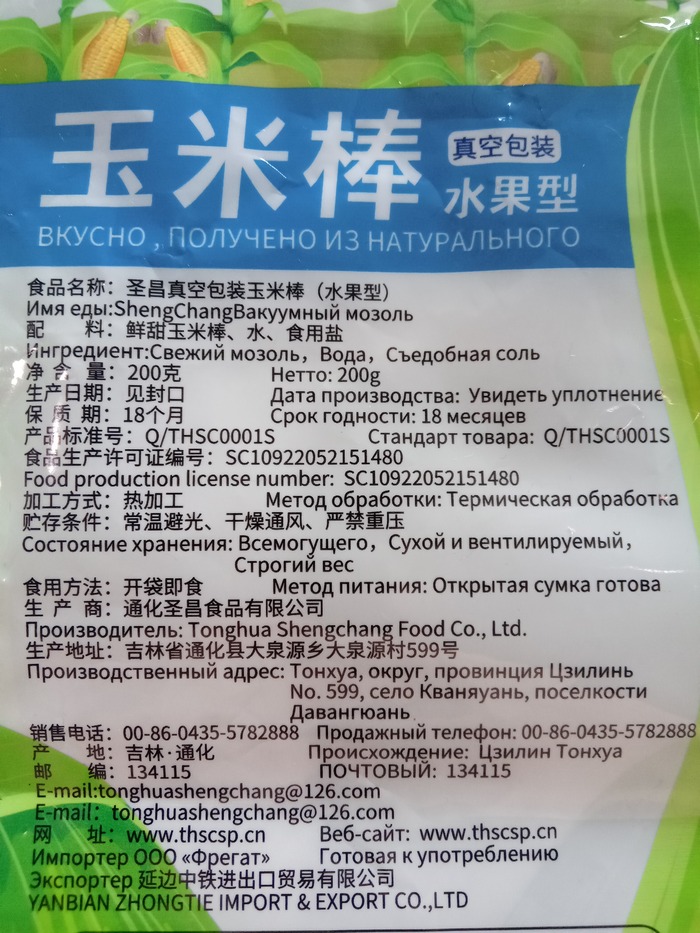 玉米棒
真空包装
水果型
ВКУСНО , ПОЛУЧЕНО ИЗ НАТУРАЛЬНОГО
食品名称：圣昌真空包装玉米棒（水果型）
Имя еды:ShengChangВакуумный мозоль
配 料：鲜甜玉米棒、水、食用盐
Ингредиент:Свежий мозоль，Вода，Съедобная соль
净 含 量：200克 Нетто: 200g
生产日期：见封口 Дата производства: Увидеть уплотнение
保 质 期：18个月 Срок годности: 18 месяцев
产品标准号：Q/THSC0001S Стандарт товара: Q/THSC0001S
食品生产许可证编号：SC10922052151480
Food production license number: SC10922052151480
加工方式：热加工 Метод обработки: Термическая обработка
贮存条件：常温避光、干燥通风、严禁重压
Состояние хранения: Всемогущего，Сухой и вентилируемый，
Строгий вес
食用方法：开袋即食 Метод питания: Открытая сумка готова
生 产 商：通化圣昌食品有限公司
Производитель: Tonghua Shengchang Food Co., Ltd.
生产地址：吉林省通化县大泉源乡大泉源村599号
Производственный адрес: Тонхуа, округ, провинция Цзилинь
No. 599, село Кваняуань, поселкости
Давангюань
销售电话：00-86-0435-5782888 Продажный телефон: 00-86-0435-5782888
产 地：吉林·通化 Происхождение: Цзилин Тонхуа
邮 编：134115 ПОЧТОВЫЙ: 134115
E-mail:tonghuashengchang@126.com
E-mail：tonghuashengchang@126.com
网 址：www.thscsp.cn Веб-сайт: www.thscsp.cn
Импортер ООО «Фрегат» Готовая к употреблению
Экспортер 延边中铁进出口贸易有限公司
YANBIAN ZHONGTIE IMPORT & EXPORT CO.,LTD